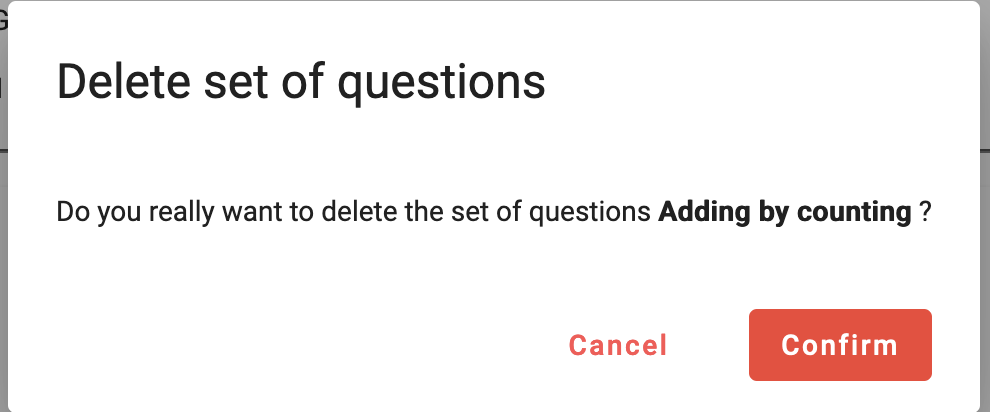 Delete set of questions
Do you really want to delete the set of questions Adding by counting ?
Cancel Confirm